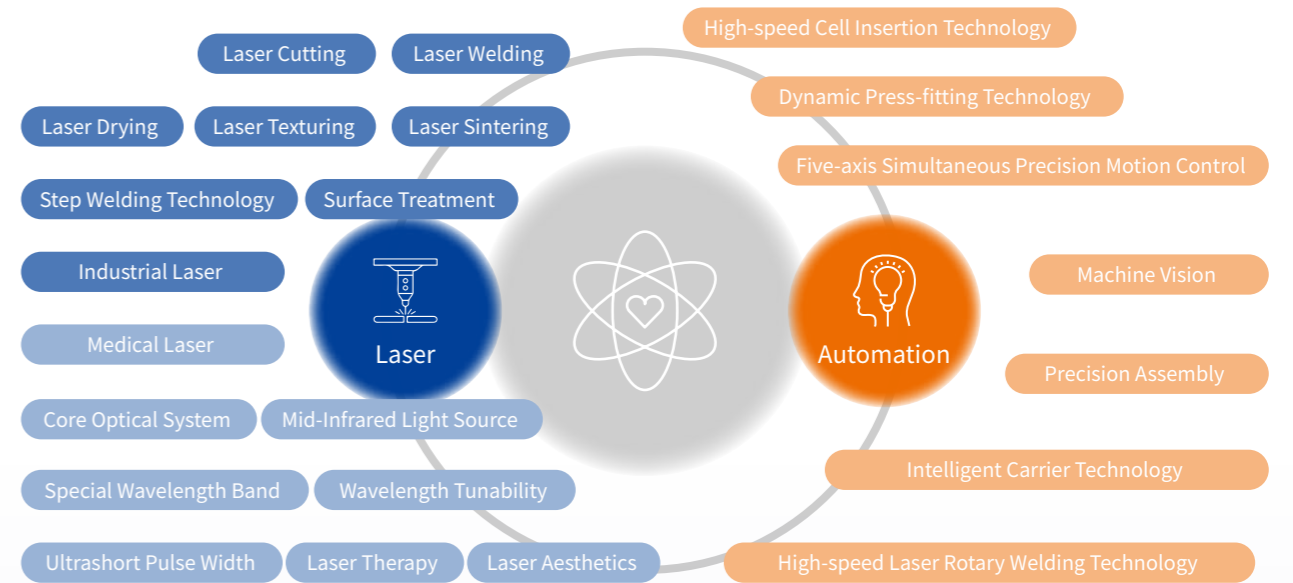 High-speed Cell Insertion Technology
Laser Cutting
Laser Welding
Dynamic Press-fitting Technology
Laser Drying
Laser Texturing
Laser Sintering
Five-axis Simultaneous Precision Motion Control
Step Welding Technology
Surface Treatment
Industrial Laser
Machine Vision
Medical Laser
Laser
Automation
Precision Assembly
Core Optical System
Mid-Infrared Light Source
Intelligent Carrier Technology
Special Wavelength Band
Wavelength Tunability
Ultrashort Pulse Width
Laser Therapy
Laser Aesthetics
High-speed Laser Rotary Welding Technology